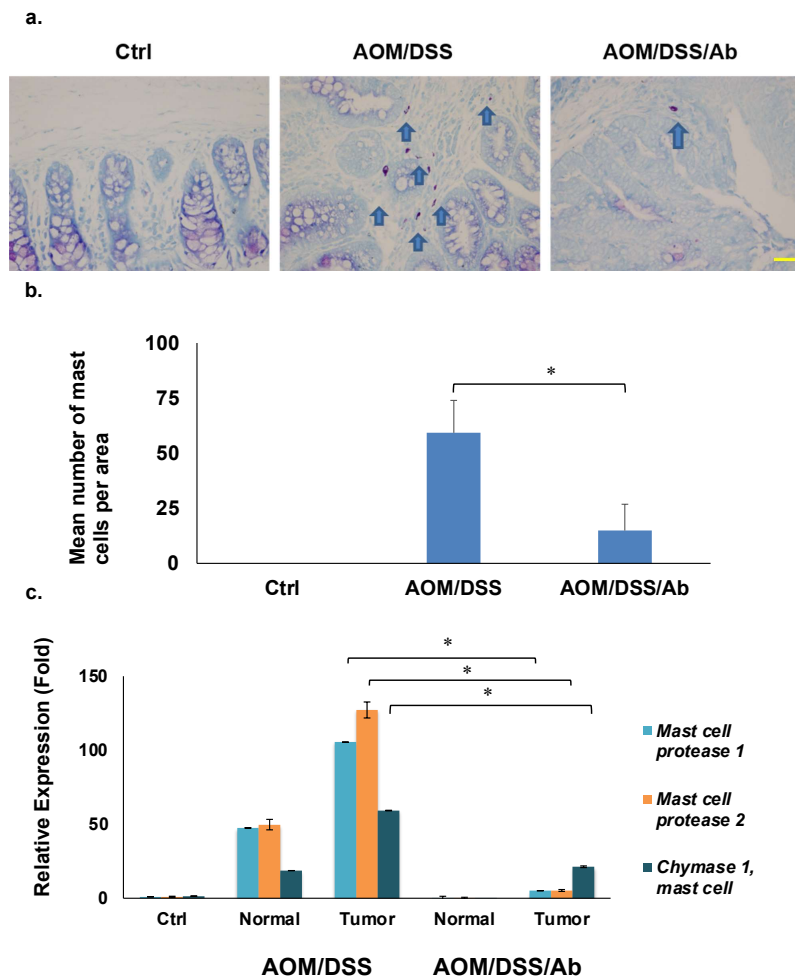 a.
Ctrl AOM/DSS AOM/DSS/Ab
b.
Mean number of mast
cells per area
100
75
50
25
0
*
Ctrl AOM/DSS AOM/DSS/Ab
c.
Relative Expression (Fold)
150
100
50
0
*
*
*
Mast cell
protease 1
Mast cell
protease 2
Chymase 1,
mast cell
Ctrl Normal Tumor Normal Tumor
AOM/DSS AOM/DSS/Ab